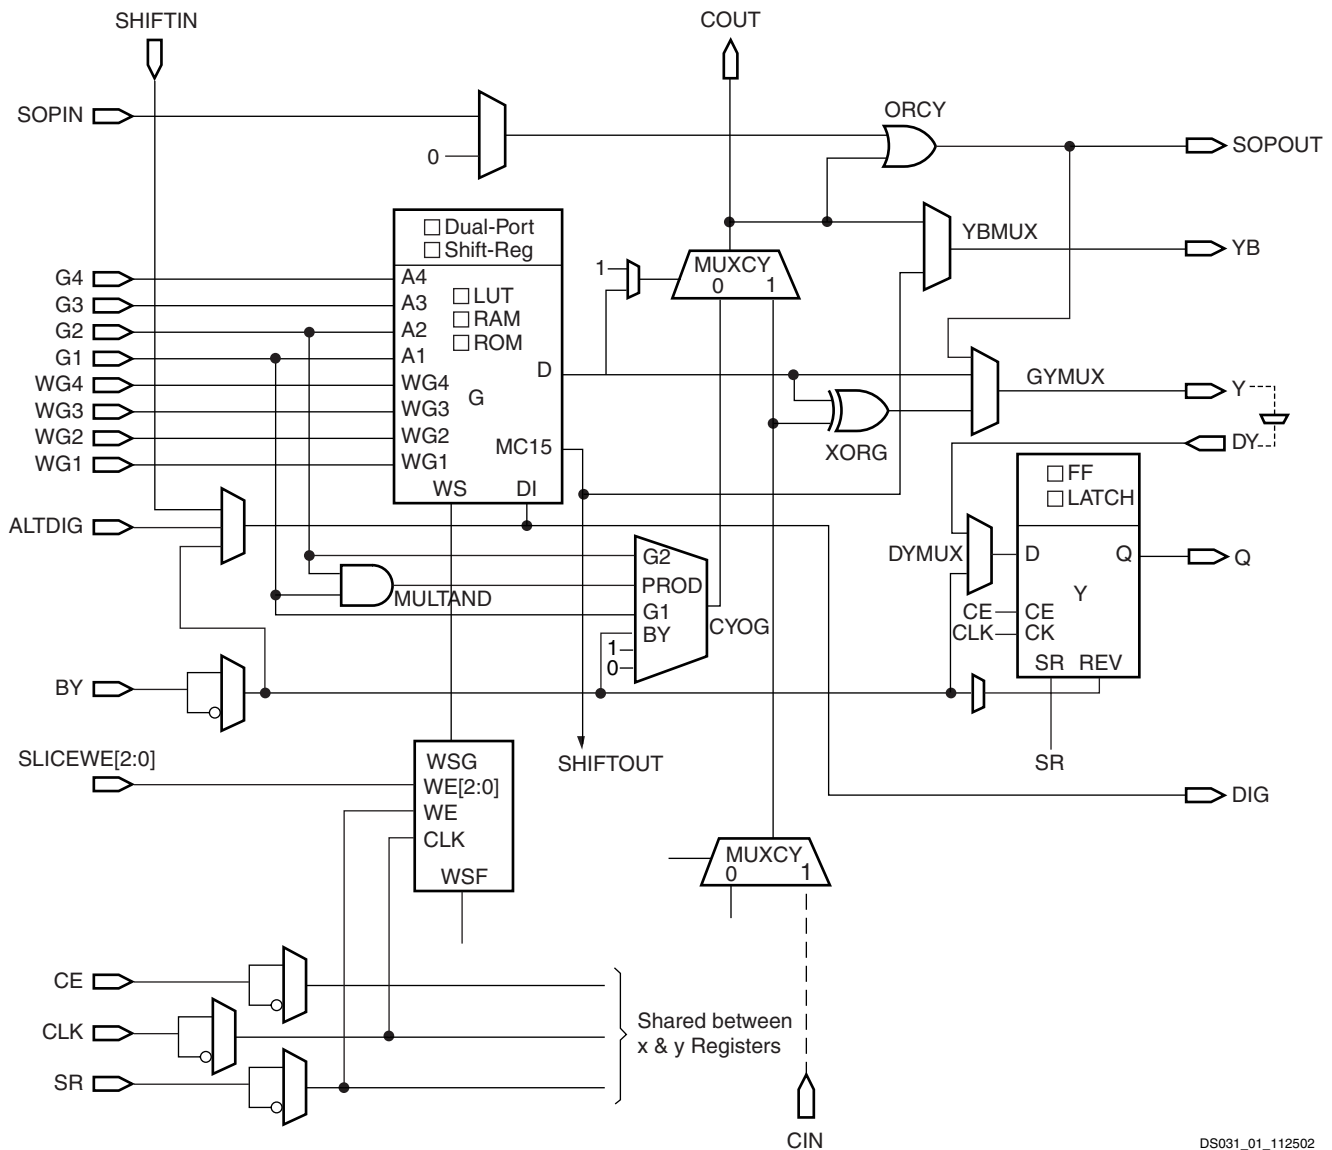 SHIFTIN
COUT
SOPIN
ORCY
SOPOUT
0
Dual-Port
Shift-Reg
YBMUX
YB
G4
A4
1
MUXCY
0 1
G3
A3
LUT
G2
A2
RAM
G1
A1
ROM
D
WG4
WG4
G
GYMUX
Y
WG3
WG3
WG2
WG2
MC15
XORG
DY
WG1
WG1
WS
DI
FF
LATCH
ALTDIG
G2
DYMUX
D
Q
Q
MULTAND
PROD
Y
G1
CYOG
CE
CE
BY
CLK
CK
1
0
SR REV
BY
SLICEWE[2:0]
WSG
SHIFTOUT
SR
WE[2:0]
DIG
WE
CLK
MUXCY
0 1
WSF
CE
CLK
Shared between
x & y Registers
SR
CIN
DS031_01_112502